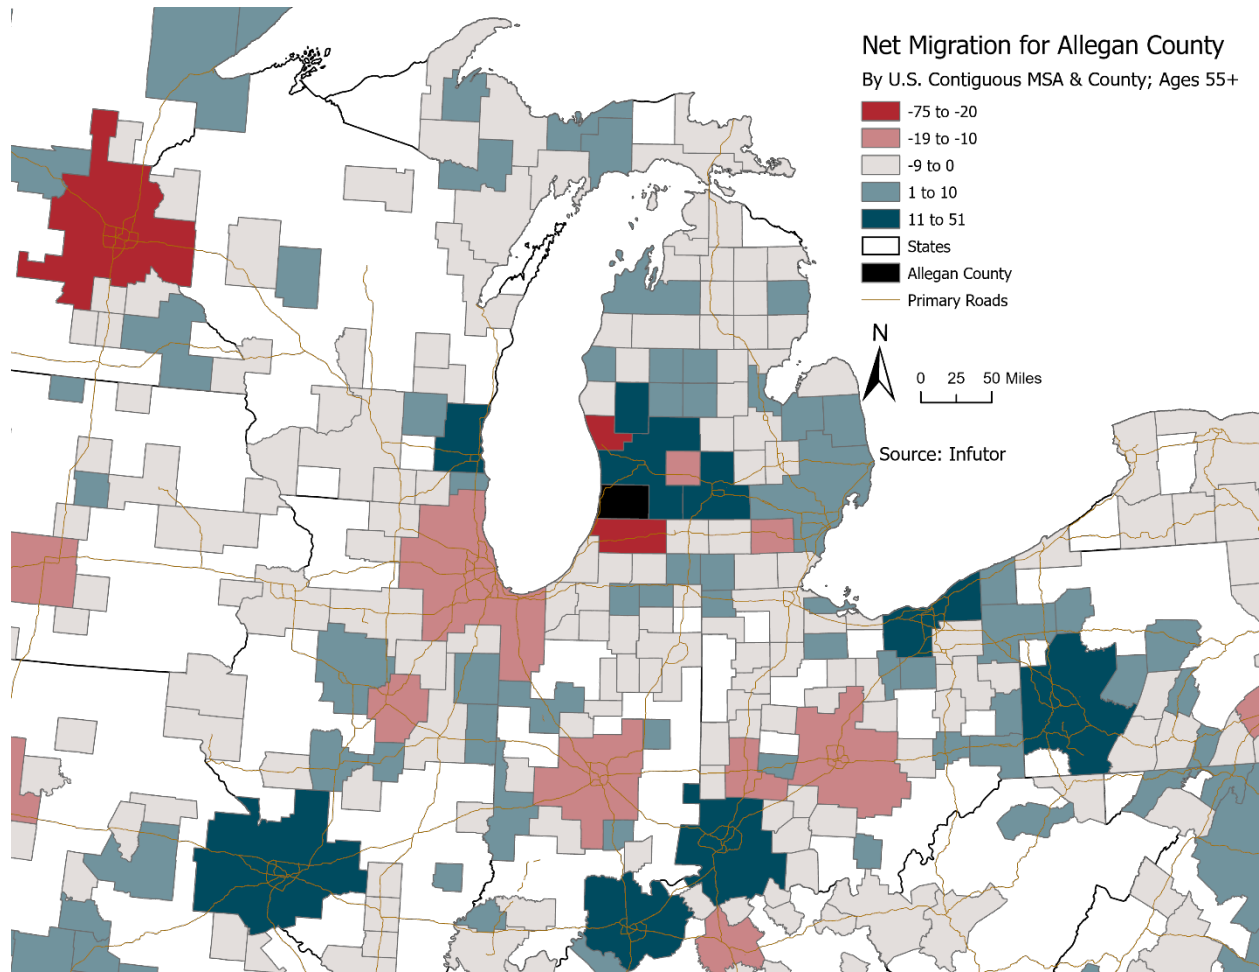 Net Migration for Allegan County
By U.S. Contiguous MSA & County; Ages 55+
-75 to -20
-19 to -10
-9 to 0
1 to 10
11 to 51
States
Allegan County
Primary Roads
N
0 25 50 Miles
Source: Infutor